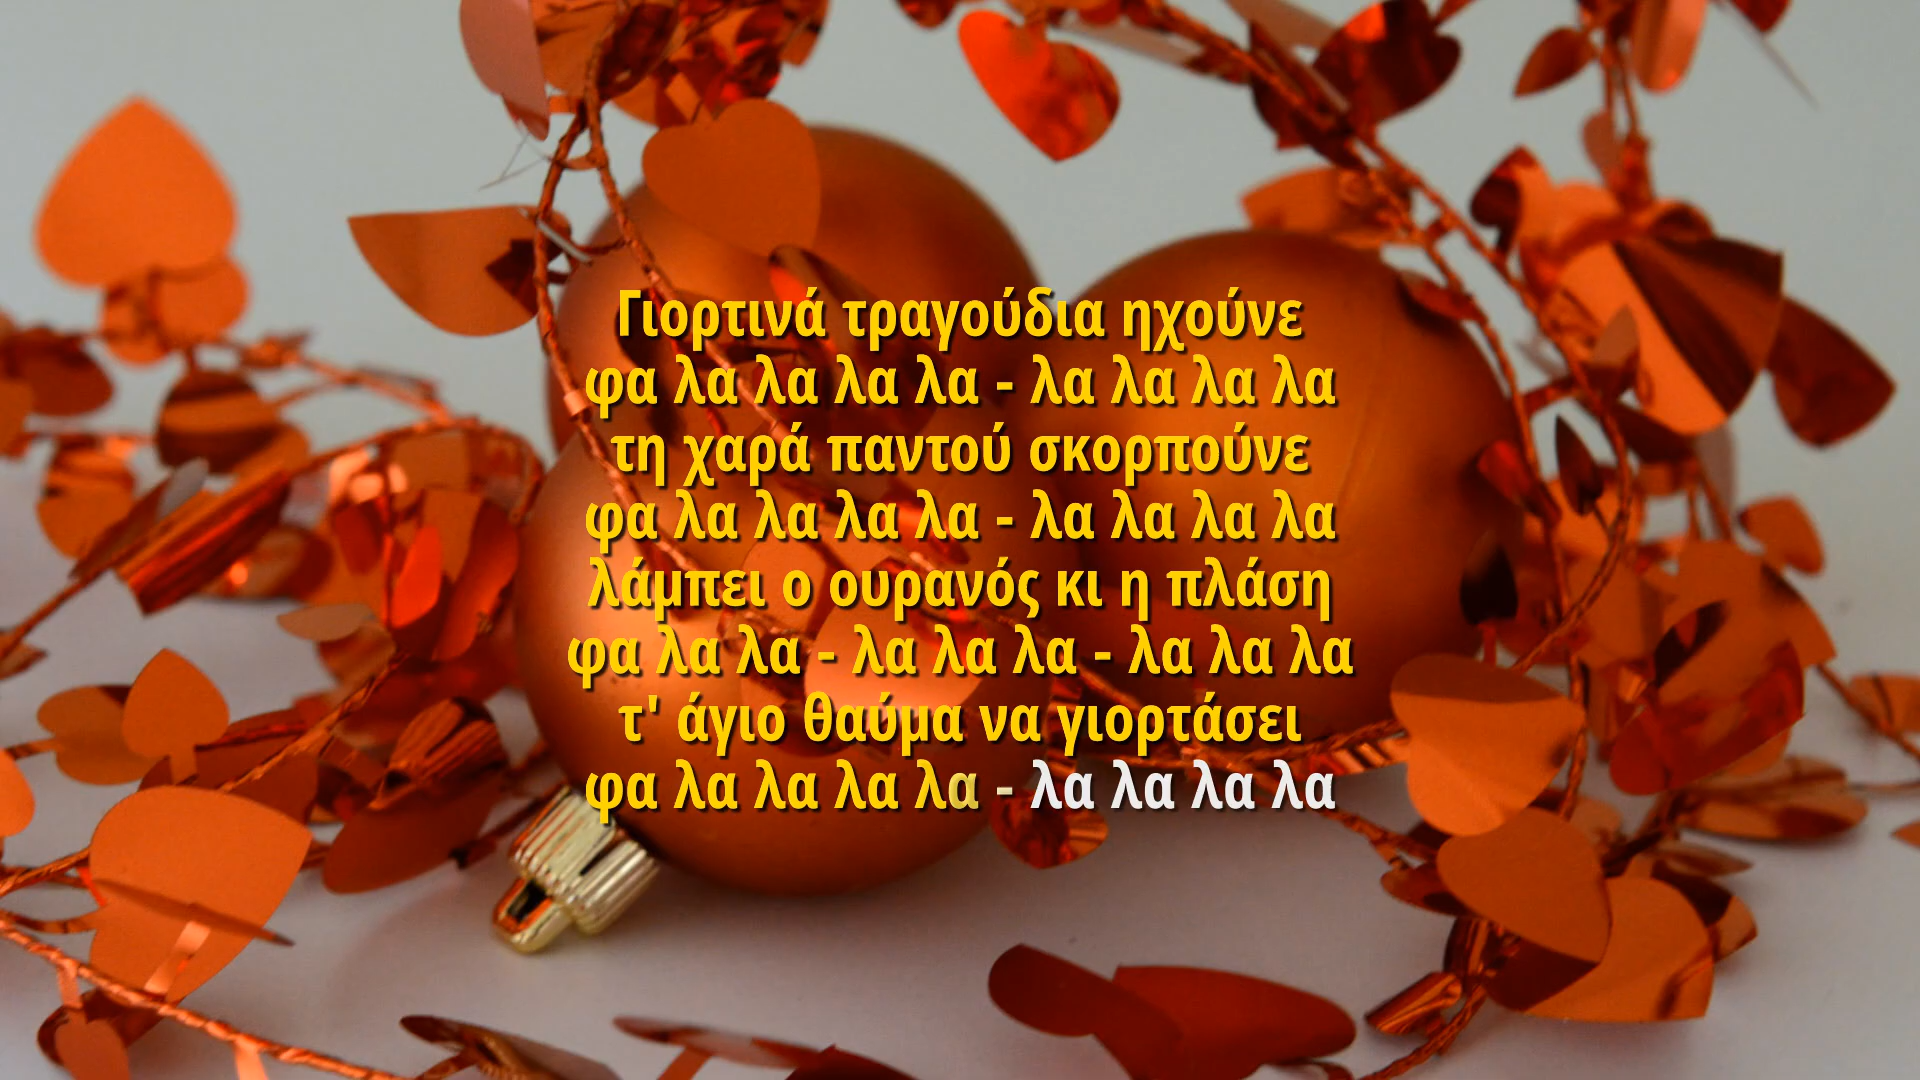 Γιορτινά τραγούδια ηχούνε
φα λα λα λα λα - λα λα λα λα
τη χαρά παντού σκορπούνε
φα λα λα λα λα - λα λα λα λα
λάμπει ο ουρανός κι η πλάση
φα λα λα - λα λα λα - λα λα λα
τ' άγιο θαύμα να γιορτάσει
φα λα λα λα λα - λα λα λα λα